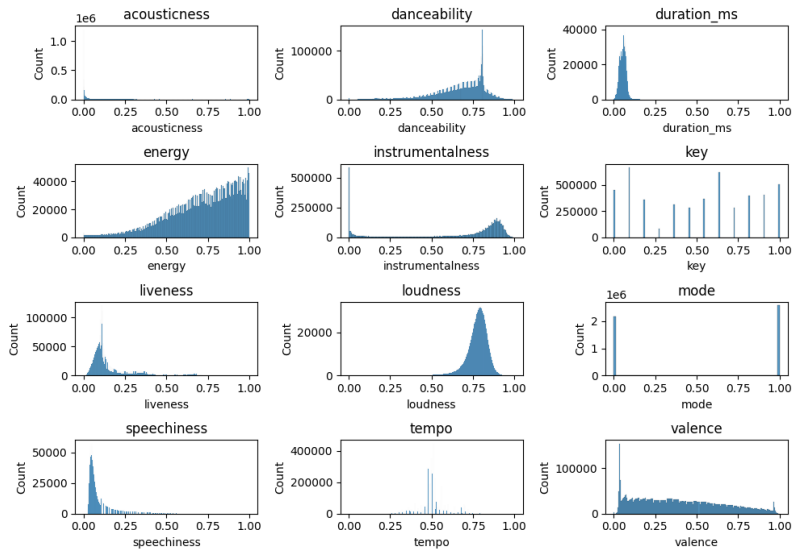 acousticness
danceability
duration_ms
1e6
1.0
0.5
0.0
Count
0.00 0.25 0.50 0.75 1.00
acousticness
100000
0
Count
0.00 0.25 0.50 0.75 1.00
danceability
40000
20000
0
Count
0.00 0.25 0.50 0.75 1.00
duration_ms
energy
instrumentalness
key
40000
20000
0
Count
0.00 0.25 0.50 0.75 1.00
energy
500000
250000
0
Count
0.00 0.25 0.50 0.75 1.00
instrumentalness
500000
250000
0
Count
0.00 0.25 0.50 0.75 1.00
key
liveness
loudness
mode
100000
50000
0
Count
0.00 0.25 0.50 0.75 1.00
liveness
20000
0
Count
0.00 0.25 0.50 0.75 1.00
loudness
1e6
2
1
0
Count
0.00 0.25 0.50 0.75 1.00
mode
speechiness
tempo
valence
50000
25000
0
Count
0.00 0.25 0.50 0.75 1.00
speechiness
400000
200000
0
Count
0.00 0.25 0.50 0.75 1.00
tempo
100000
0
Count
0.00 0.25 0.50 0.75 1.00
valence